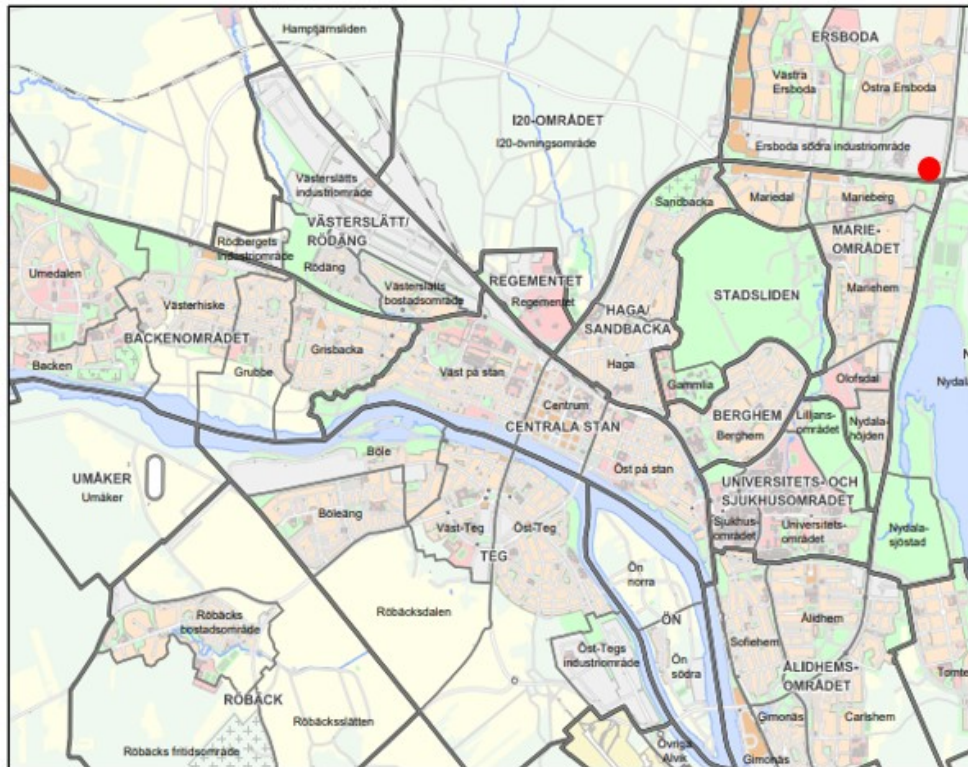 Hamptjärnsliden
ERSBODA
Västra
Ersboda
Östra Ersboda
I20-OMRÅDET
I20-övningsområde
Ersboda södra industriområde
Västerslätts
industriområde
Sandbacka
Mariedal
Marieberg
VÄSTERSLÄTT/
RÖDÄNG
MARIE-
OMRÅDET
Rödbergets
industriområde
Rödäng
Umedalen
Västerslätts
bostadsområde
REGEMENTET
Regementet
Mariehem
STADSLIDEN
Västerhiske
HAGA/
SANDBACKA
BACKENOMRÅDET
Grisbacka
Backen
Grubbe
Väst på stan
Haga
Gammlia
Olofsdal
Nydala
Centrum
CENTRALA STAN
BERGHEM
Berghem
Liljans-
området
Nydala-
höjden
Böle
Öst på stan
UMÅKER
Umåker
UNIVERSITETS- OCH
SJUKHUSOMRÅDET
Böleäng
Väst-Teg
Öst-Teg
Sjukhus-
området
Universitets-
området
Nydala-
sjöstad
TEG
Ön
norra
Röbäcksdalen
Röbäcks
bostadsområde
ÖN
Ålidhem
Sofiehem
Öst-Tegs
industriområde
Ön
södra
ÅLIDHEMS-
OMRÅDET
Tomte
RÖBÄCK
Röbäcksslätten
Gimonäs
Carlshem
Röbäcks fritidsområde
Övriga
Alvik
Gimonäs